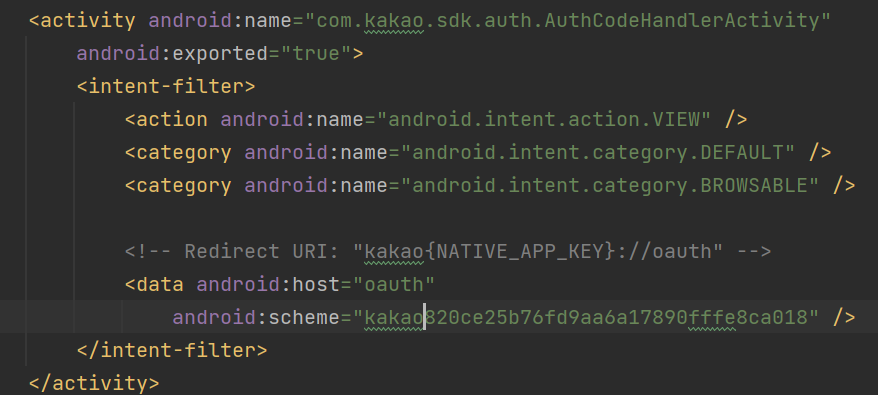 <activity android:name="com.kakao.sdk.auth.AuthCodeHandlerActivity"
android:exported="true">
<intent-filter>
<action android:name="android.intent.action.VIEW" />
<category android:name="android.intent.category.DEFAULT" />
<category android:name="android.intent.category.BROWSABLE" />
<!-- Redirect URI: "kakao{NATIVE_APP_KEY}://oauth" -->
<data android:host="oauth"
android:scheme="kakao820ce25b76fd9aa6a17890fffe8ca018" />
</intent-filter>
</activity>